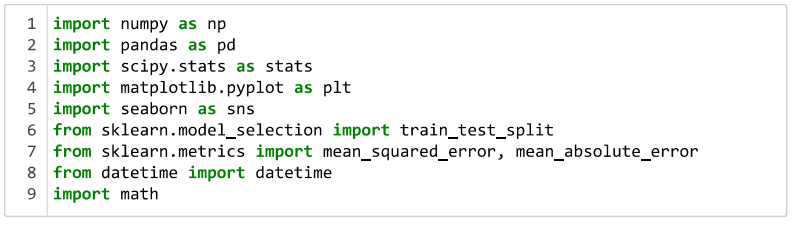 1 import numpy as np
2 import pandas as pd
3 import scipy.stats as stats
4 import matplotlib.pyplot as plt
5 import seaborn as sns
6 from sklearn.model_selection import train_test_split
7 from sklearn.metrics import mean_squared_error, mean_absolute_error
8 from datetime import datetime
9 import math